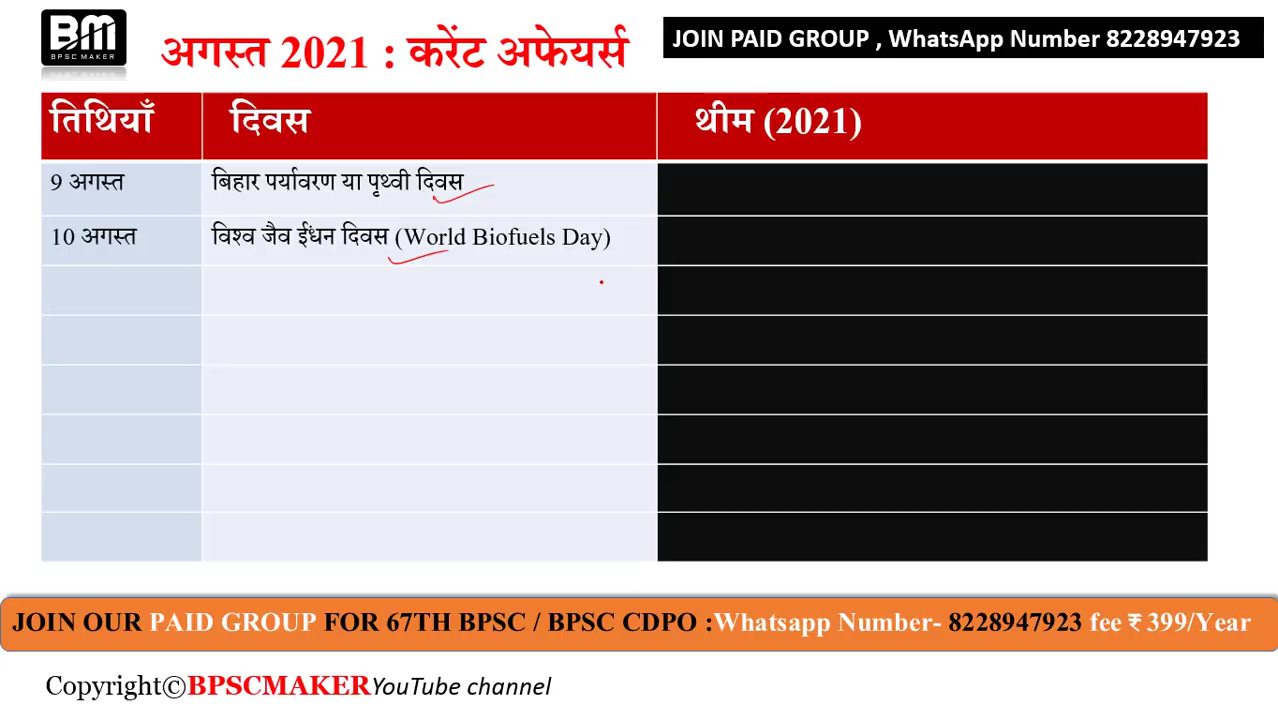 BM
BPSC MAKER
अगस्त 2021 : करेंट अफेयर्स
JOIN PAID GROUP , WhatsApp Number 8228947923
तिथियाँ दिवस थीम (2021)
9 अगस्त बिहार पर्यावरण या पृथ्वी दिवस
10 अगस्त विश्व जैव ईंधन दिवस (World Biofuels Day)
JOIN OUR PAID GROUP FOR 67TH BPSC / BPSC CDPO :Whatsapp Number- 8228947923 fee ₹ 399/Year
Copyright©BPSCMAKERYouTube channel